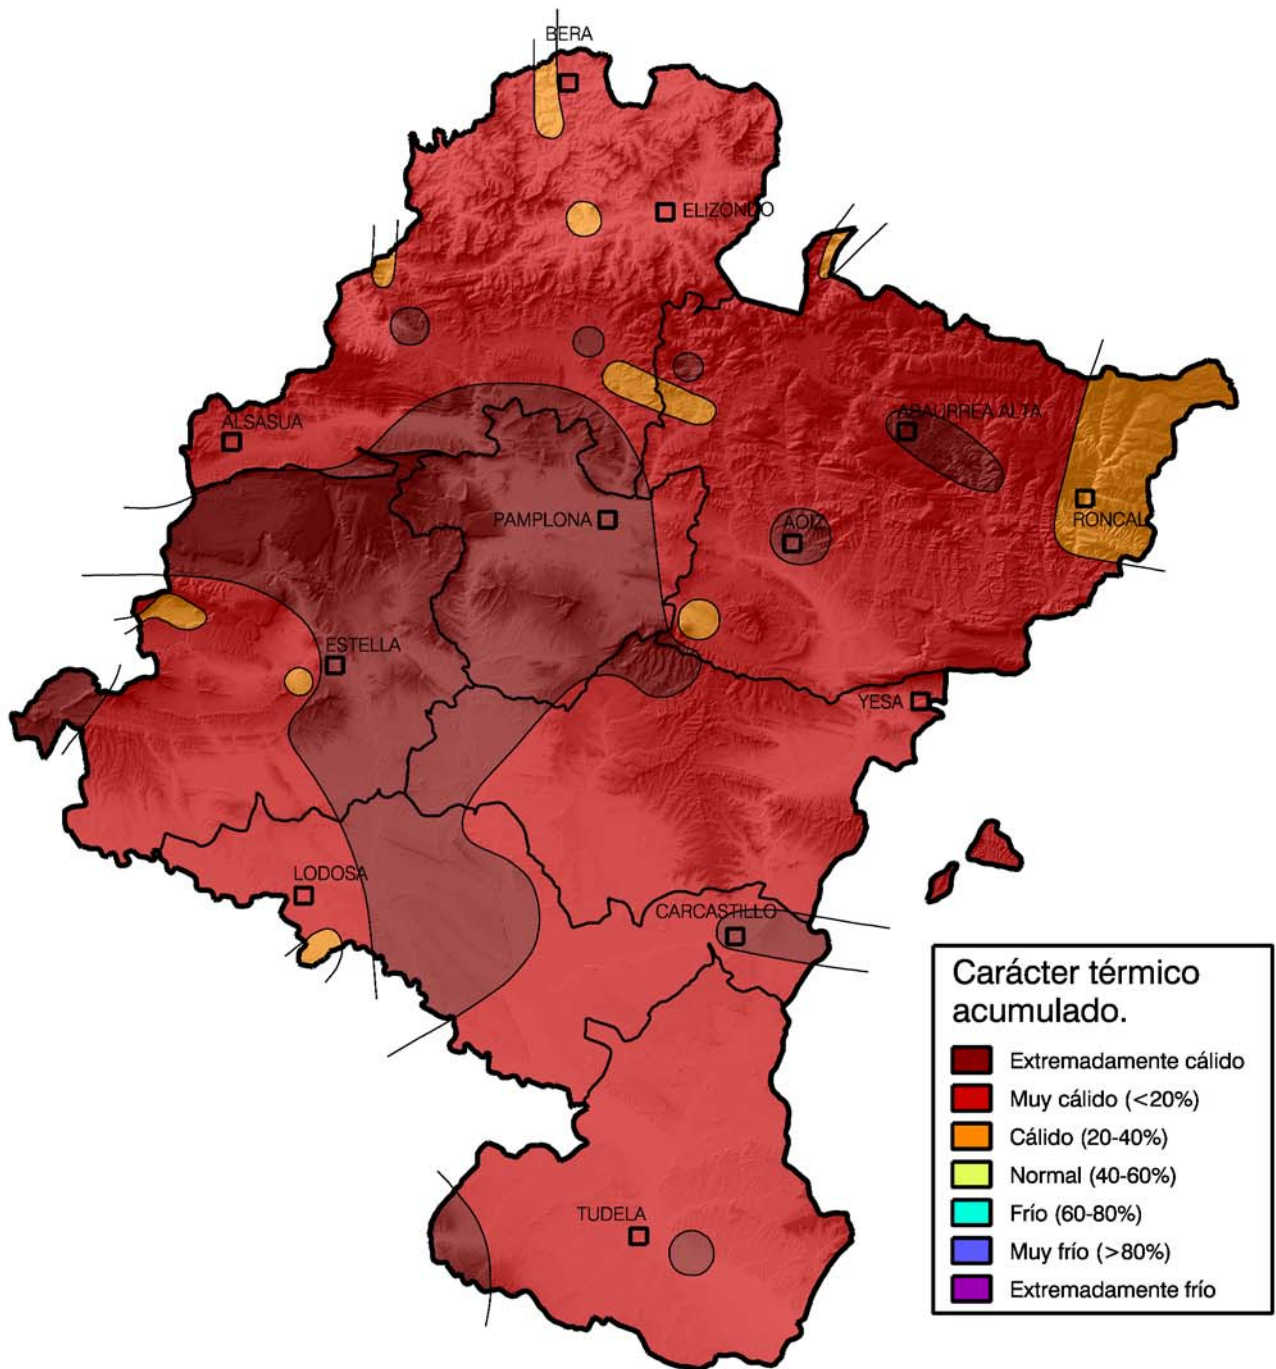 BERA
ELIZONDO
ALSASUA
ABAURREA ALTA
PAMPLONA
AOIZ
RONCAL
ESTELLA
YESA
LODOSA
CARCASTILLO
TUDELA
Carácter térmico
acumulado.
Extremadamente cálido
Muy cálido (<20%)
Cálido (20-40%)
Normal (40-60%)
Frío (60-80%)
Muy frío (>80%)
Extremadamente frío